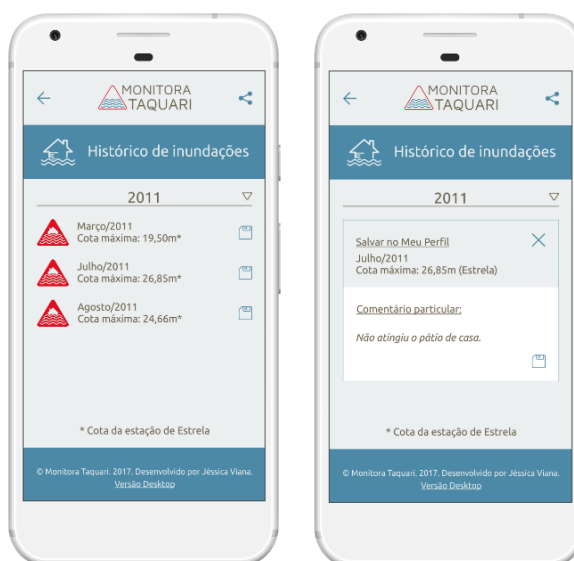 MONITORA
TAQUARI
Histórico de inundações
2011
Março/2011
Cota máxima: 19,50m*
Julho/2011
Cota máxima: 26,85m*
Agosto/2011
Cota máxima: 24,66m*
* Cota da estação de Estrela
© Monitora Taquari. 2017. Desenvolvido por Jéssica Viana.
Versão Desktop
MONITORA
TAQUARI
Histórico de inundações
2011
Salvar no Meu Perfil
Julho/2011
Cota máxima: 26,85m (Estrela)
Comentário particular:
Não atingiu o pátio de casa.
* Cota da estação de Estrela
© Monitora Taquari. 2017. Desenvolvido por Jéssica Viana.
Versão Desktop